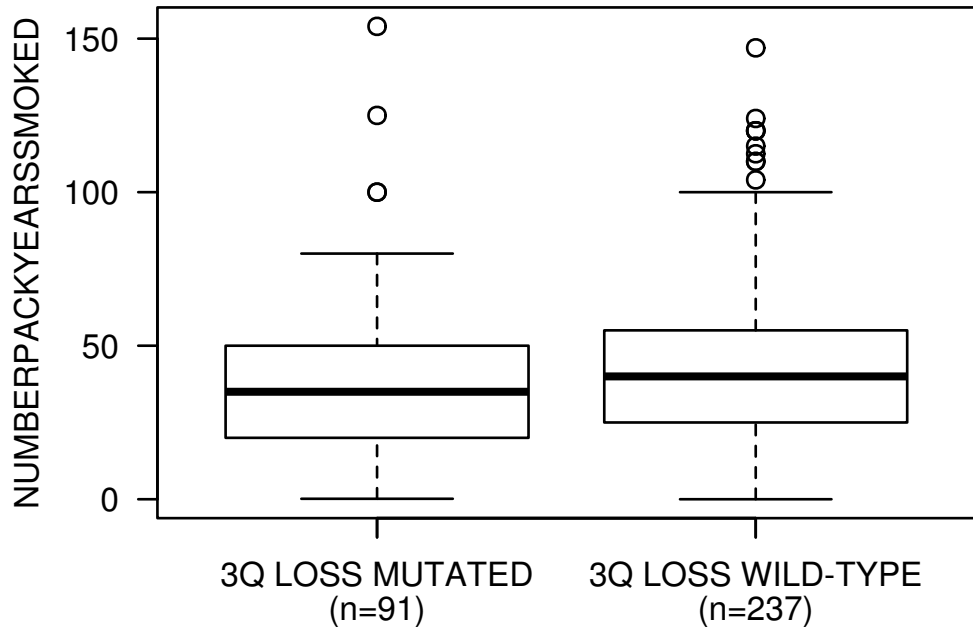 NUMBERPACKYEARSSMOKED
150
100
50
0
3Q LOSS MUTATED
(n=91)
3Q LOSS WILD-TYPE
(n=237)